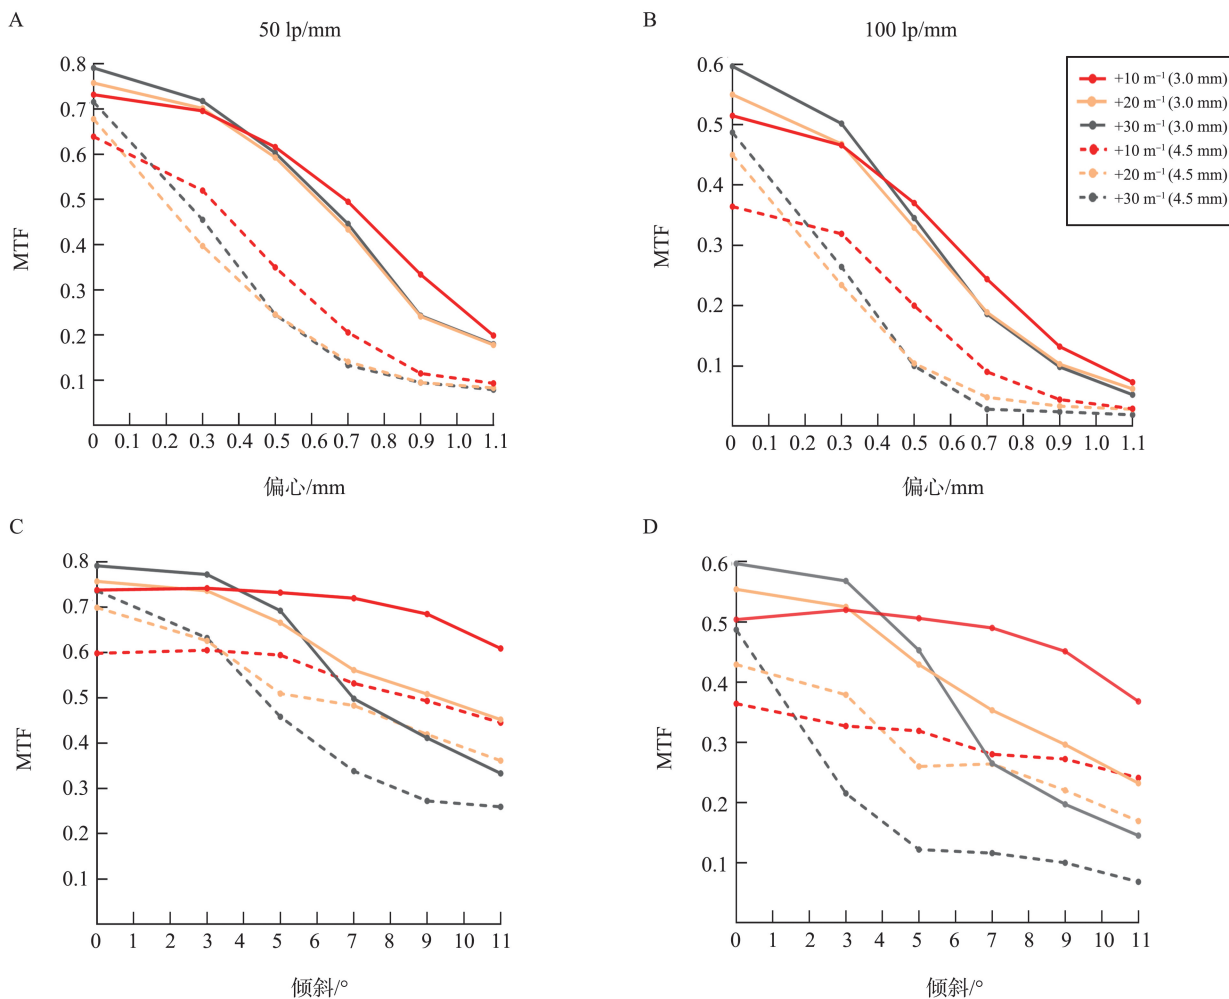 A
50 lp/mm
0.8
0.7
0.6
0.5
0.4
0.3
0.2
0.1
MTF
0 0.1 0.2 0.3 0.4 0.5 0.6 0.7 0.8 0.9 1.0 1.1
偏心/mm
B
100 lp/mm
0.6
0.5
0.4
0.3
0.2
0.1
MTF
0 0.1 0.2 0.3 0.4 0.5 0.6 0.7 0.8 0.9 1.0 1.1
偏心/mm
+10 m⁻¹ (3.0 mm)
+20 m⁻¹ (3.0 mm)
+30 m⁻¹ (3.0 mm)
+10 m⁻¹ (4.5 mm)
+20 m⁻¹ (4.5 mm)
+30 m⁻¹ (4.5 mm)
C
0.8
0.7
0.6
0.5
0.4
0.3
0.2
0.1
MTF
0 1 2 3 4 5 6 7 8 9 10 11
倾斜/°
D
0.6
0.5
0.4
0.3
0.2
0.1
MTF
0 1 2 3 4 5 6 7 8 9 10 11
倾斜/°